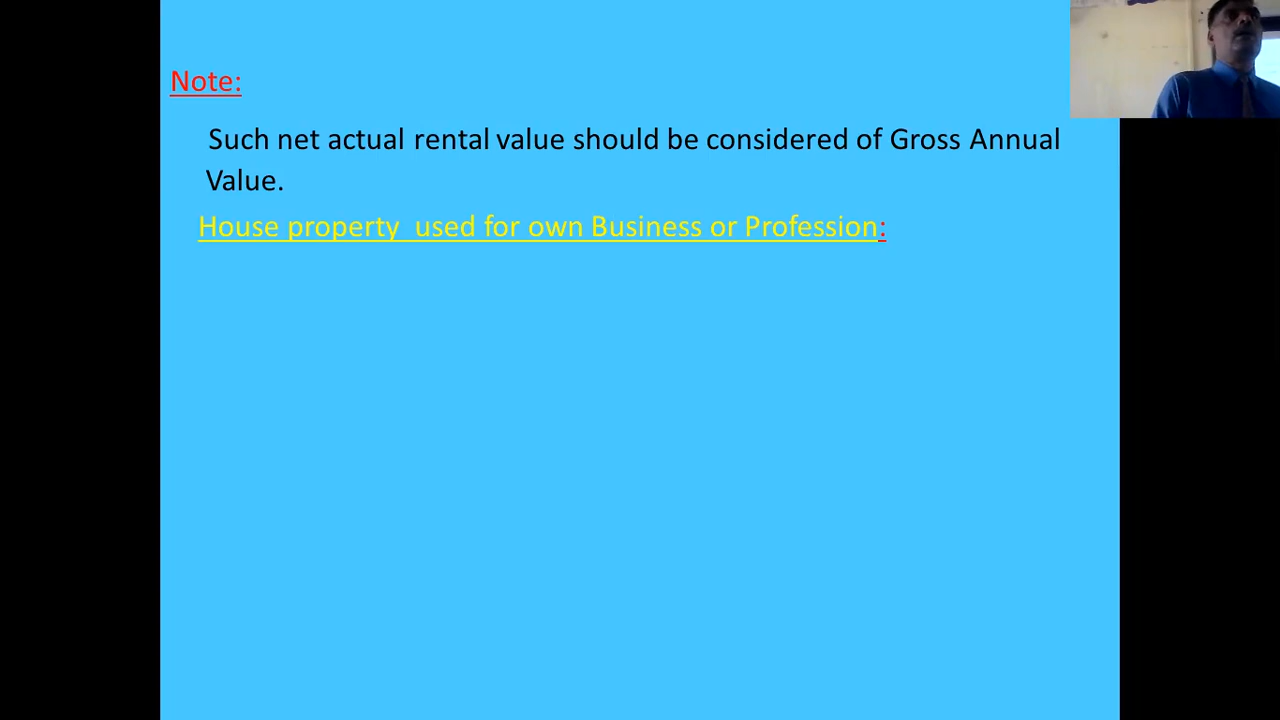 Note:
Such net actual rental value should be considered of Gross Annual
Value.
House property  used for own Business or Profession: